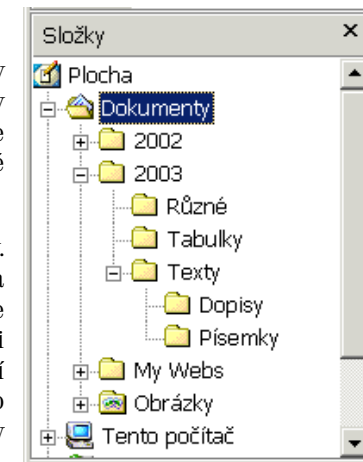 Složky
Plocha
Dokumenty
2002
2003
Různé
Tabulky
Texty
Dopisy
Písemky
My Webs
Obrázky
Tento počítač